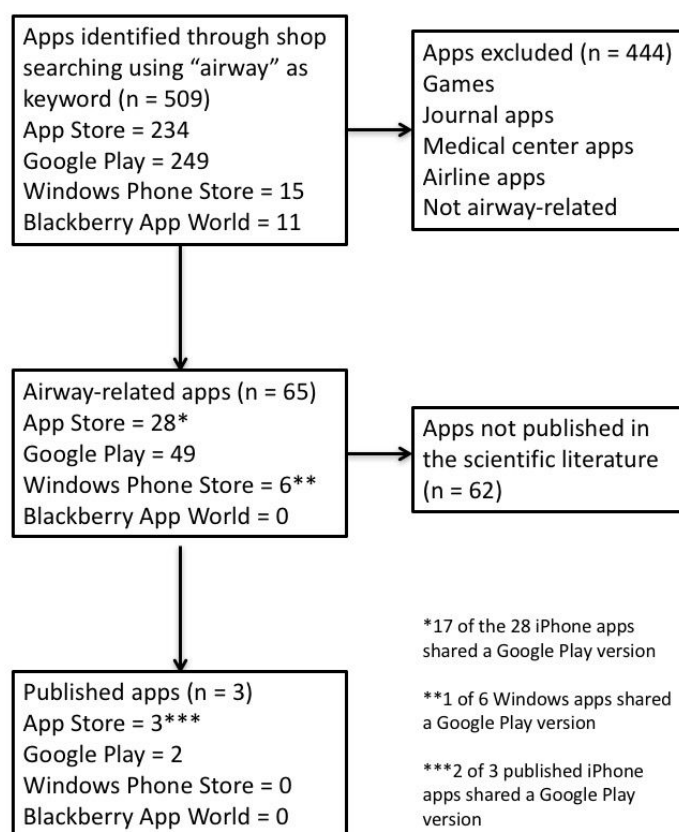 Apps identified through shop
searching using “airway” as
keyword (n = 509)
App Store = 234
Google Play = 249
Windows Phone Store = 15
Blackberry App World = 11
Apps excluded (n = 444)
Games
Journal apps
Medical center apps
Airline apps
Not airway-related
Airway-related apps (n = 65)
App Store = 28*
Google Play = 49
Windows Phone Store = 6**
Blackberry App World = 0
Apps not published in
the scientific literature
(n = 62)
Published apps (n = 3)
App Store = 3***
Google Play = 2
Windows Phone Store = 0
Blackberry App World = 0
*17 of the 28 iPhone apps
shared a Google Play version
**1 of 6 Windows apps shared
a Google Play version
***2 of 3 published iPhone
apps shared a Google Play
version